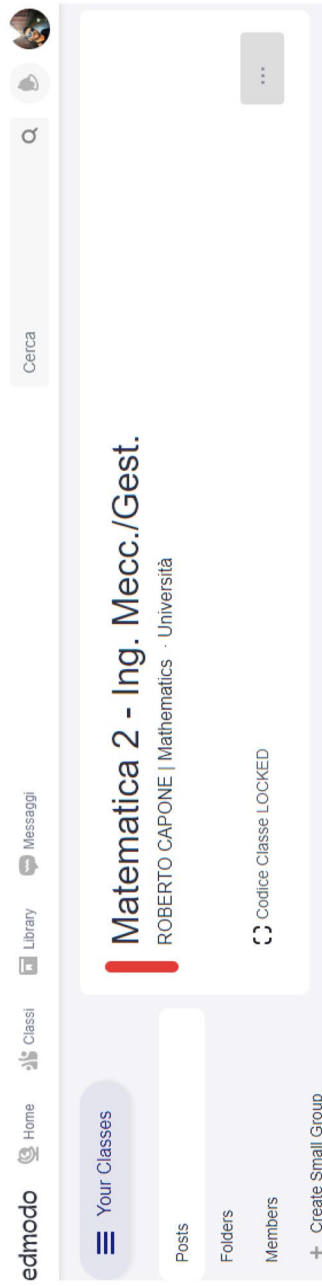 edmodo
Home
Classi
Library
Messaggi
Cerca
Your Classes
Posts
Folders
Members
+ Create Small Group
Matematica 2 - Ing. Mecc./Gest.
ROBERTO CAPONE | Mathematics · Università
Codice Classe LOCKED
...